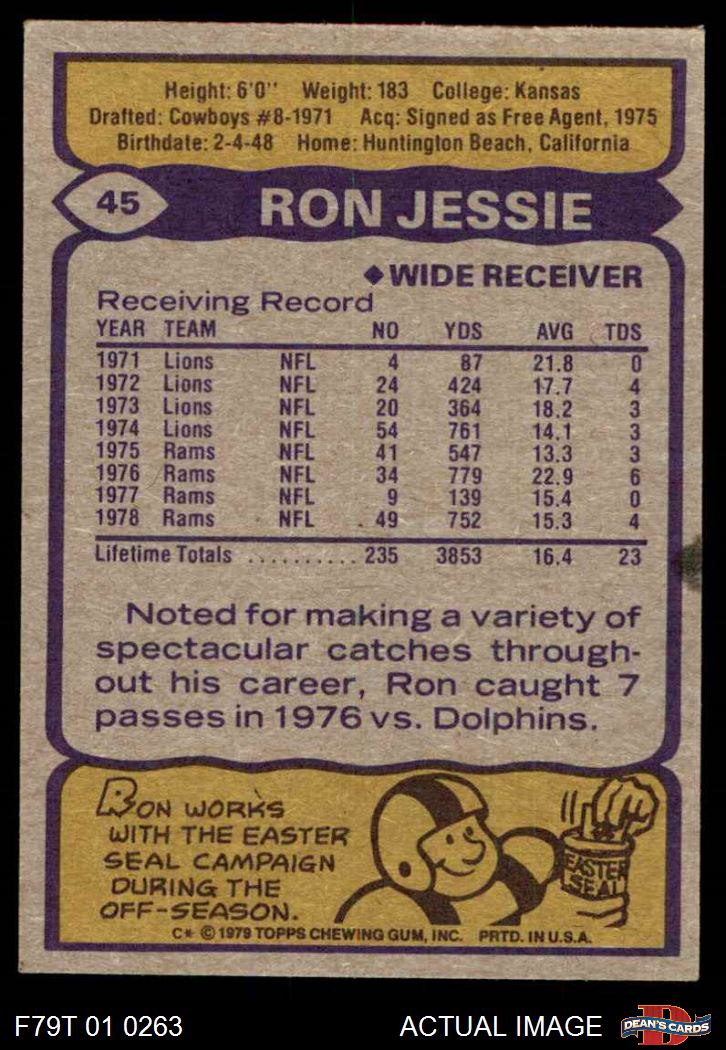 Height: 6'0" Weight: 183 College: Kansas
Drafted: Cowboys #8-1971 Acq: Signed as Free Agent, 1975
Birthdate: 2-4-48 Home: Huntington Beach, California
45 RON JESSIE
◆WIDE RECEIVER
Receiving Record
YEAR TEAM NO YDS AVG TDS
1971 Lions NFL 4 87 21.8 0
1972 Lions NFL 24 424 17.7 4
1973 Lions NFL 20 364 18.2 3
1974 Lions NFL 54 761 14.1 3
1975 Rams NFL 41 547 13.3 3
1976 Rams NFL 34 779 22.9 6
1977 Rams NFL 9 139 15.4 0
1978 Rams NFL 49 752 15.3 4
Lifetime Totals .......... 235 3853 16.4 23
Noted for making a variety of
spectacular catches through-
out his career, Ron caught 7
passes in 1976 vs. Dolphins.
RON WORKS
WITH THE EASTER
SEAL CAMPAIGN
DURING THE
OFF-SEASON.
EASTER
SEAL
C* © 1979 TOPPS CHEWING GUM, INC. PRTD. IN U.S.A.
F79T 01 0263 ACTUAL IMAGE D DEAN'S CARDS